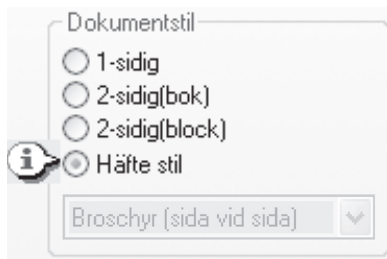 Dokumentstil
1-sidig
2-sidig(bok)
2-sidig(block)
Häfte stil
Broschyr (sida vid sida)